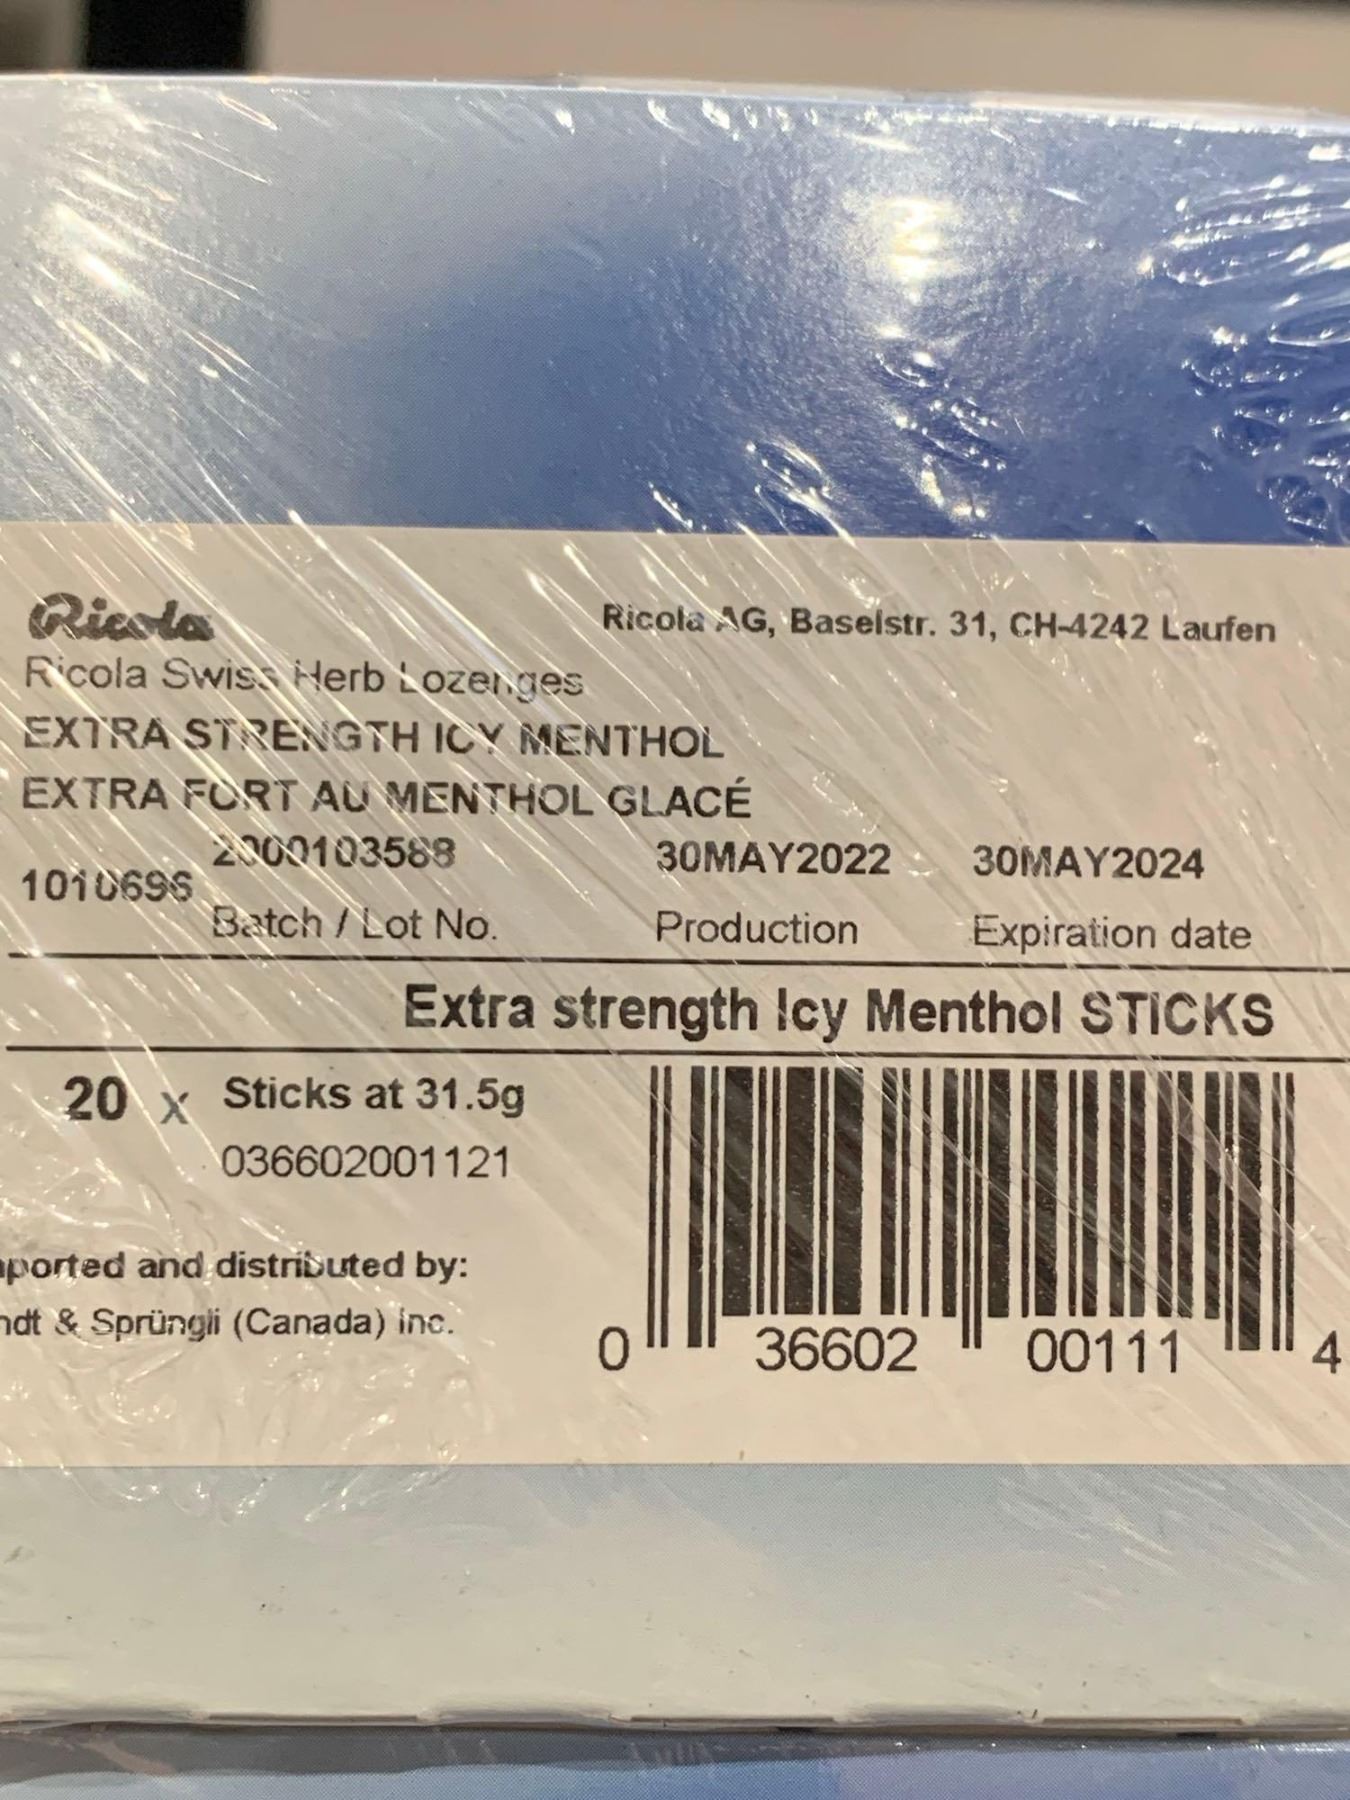 Ricola
Ricola AG, Baselstr. 31, CH-4242 Laufen
Ricola Swiss Herb Lozenges
EXTRA STRENGTH ICY MENTHOL
EXTRA FORT AU MENTHOL GLACÉ
2000103588 30MAY2022 30MAY2024
1010696
Batch / Lot No. Production Expiration date
Extra strength Icy Menthol STICKS
20 x Sticks at 31.5g
036602001121
ported and distributed by:
ndt & Sprüngli (Canada) Inc.
0 36602 00111 4